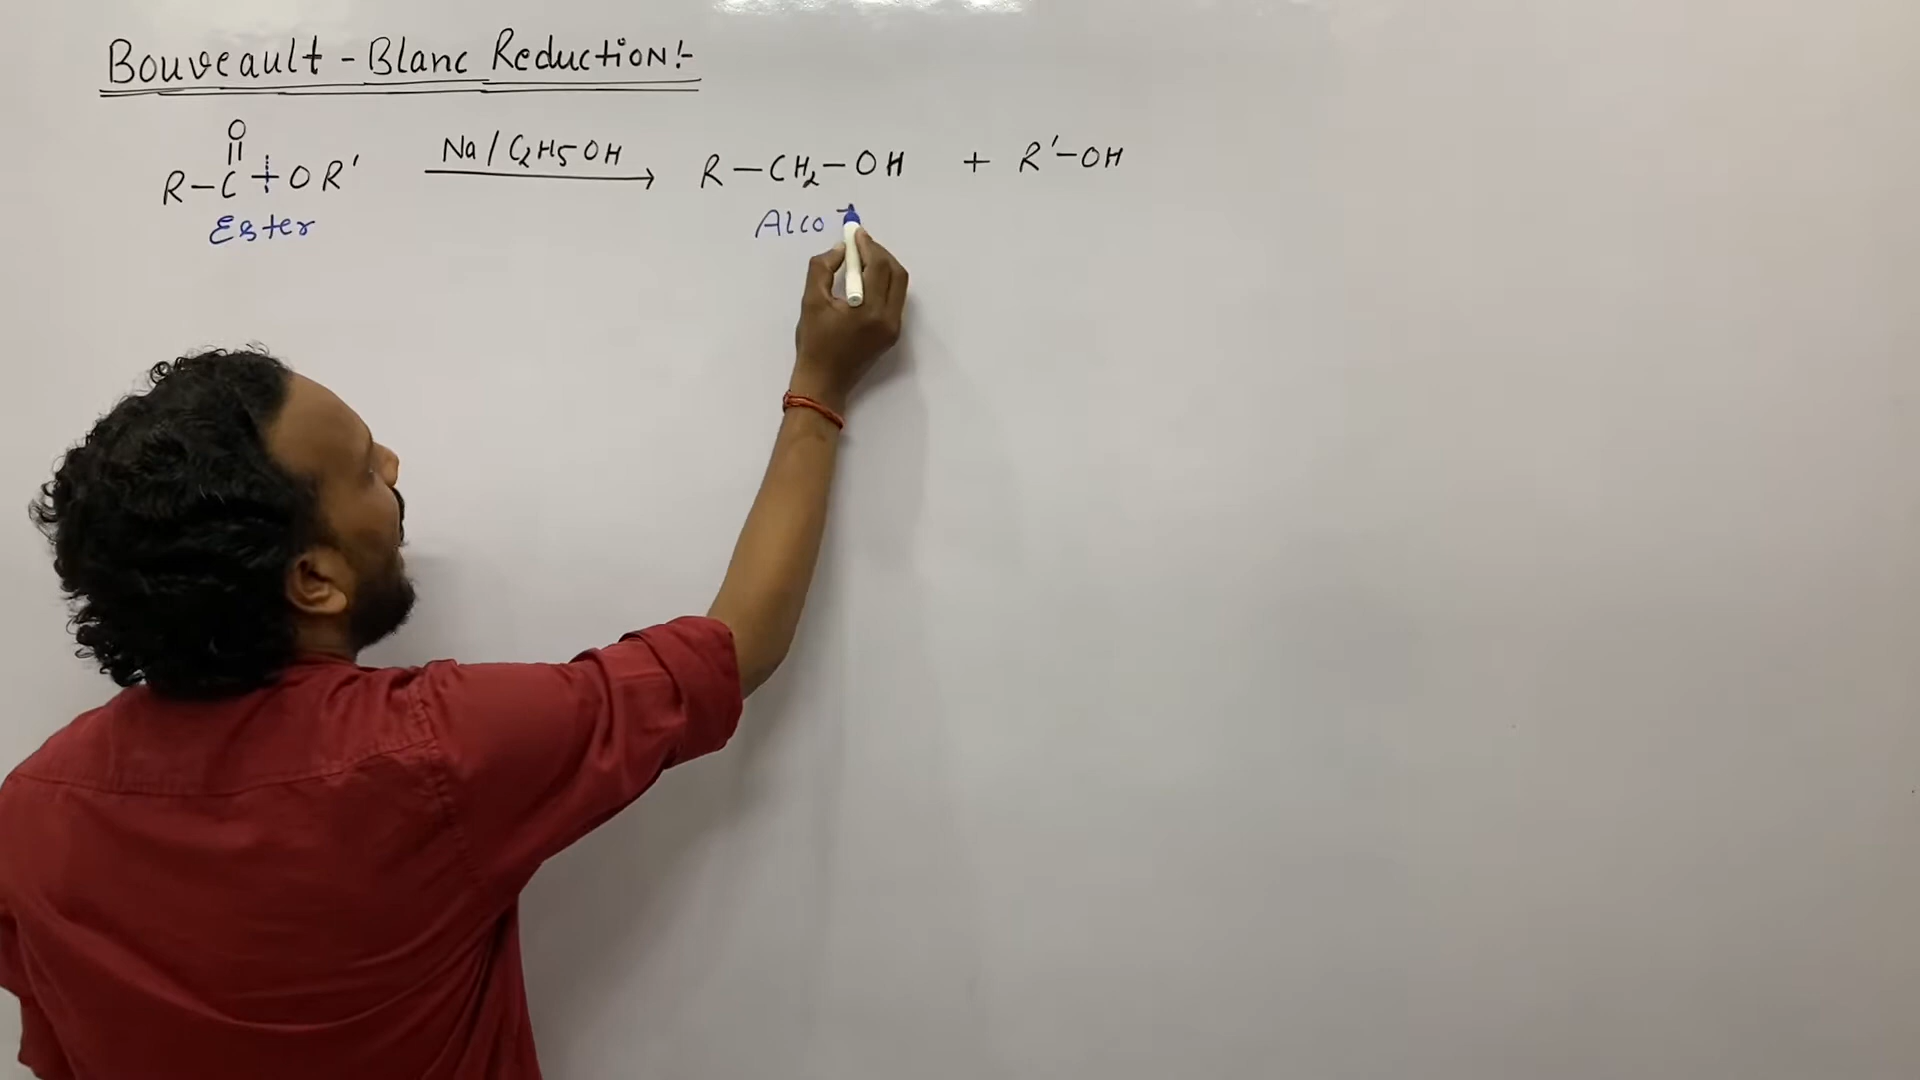 Bouveault - Blanc Reduction:-
O
||
R-C+OR' Na/C2H5OH → R-CH2-OH + R'-OH
Ester Alco